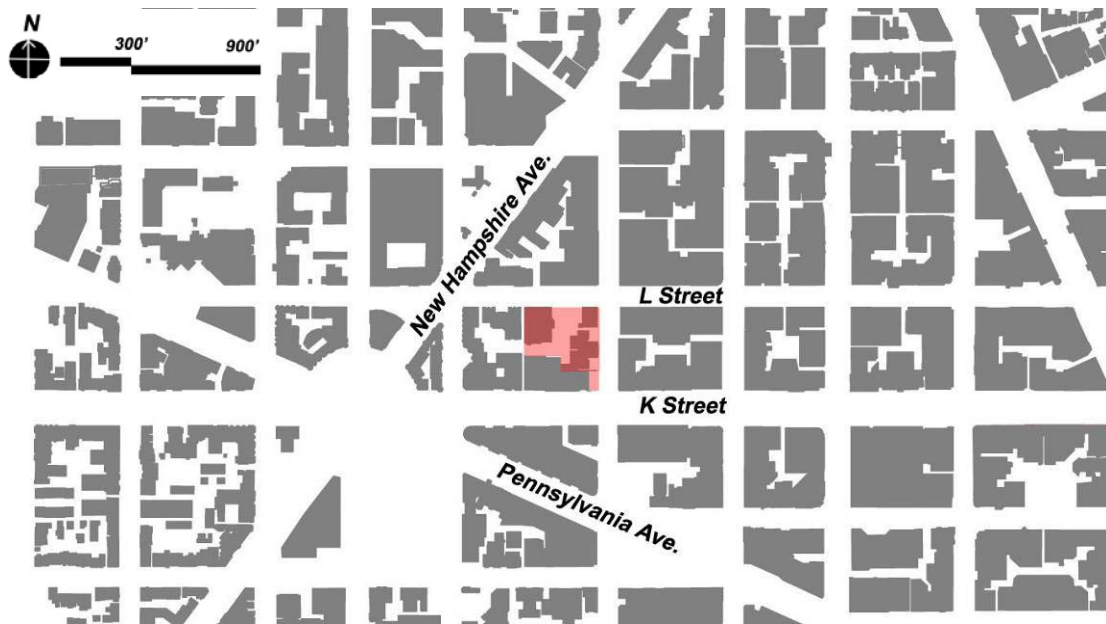 N
300’ 900’
New Hampshire Ave.
L Street
K Street
Pennsylvania Ave.